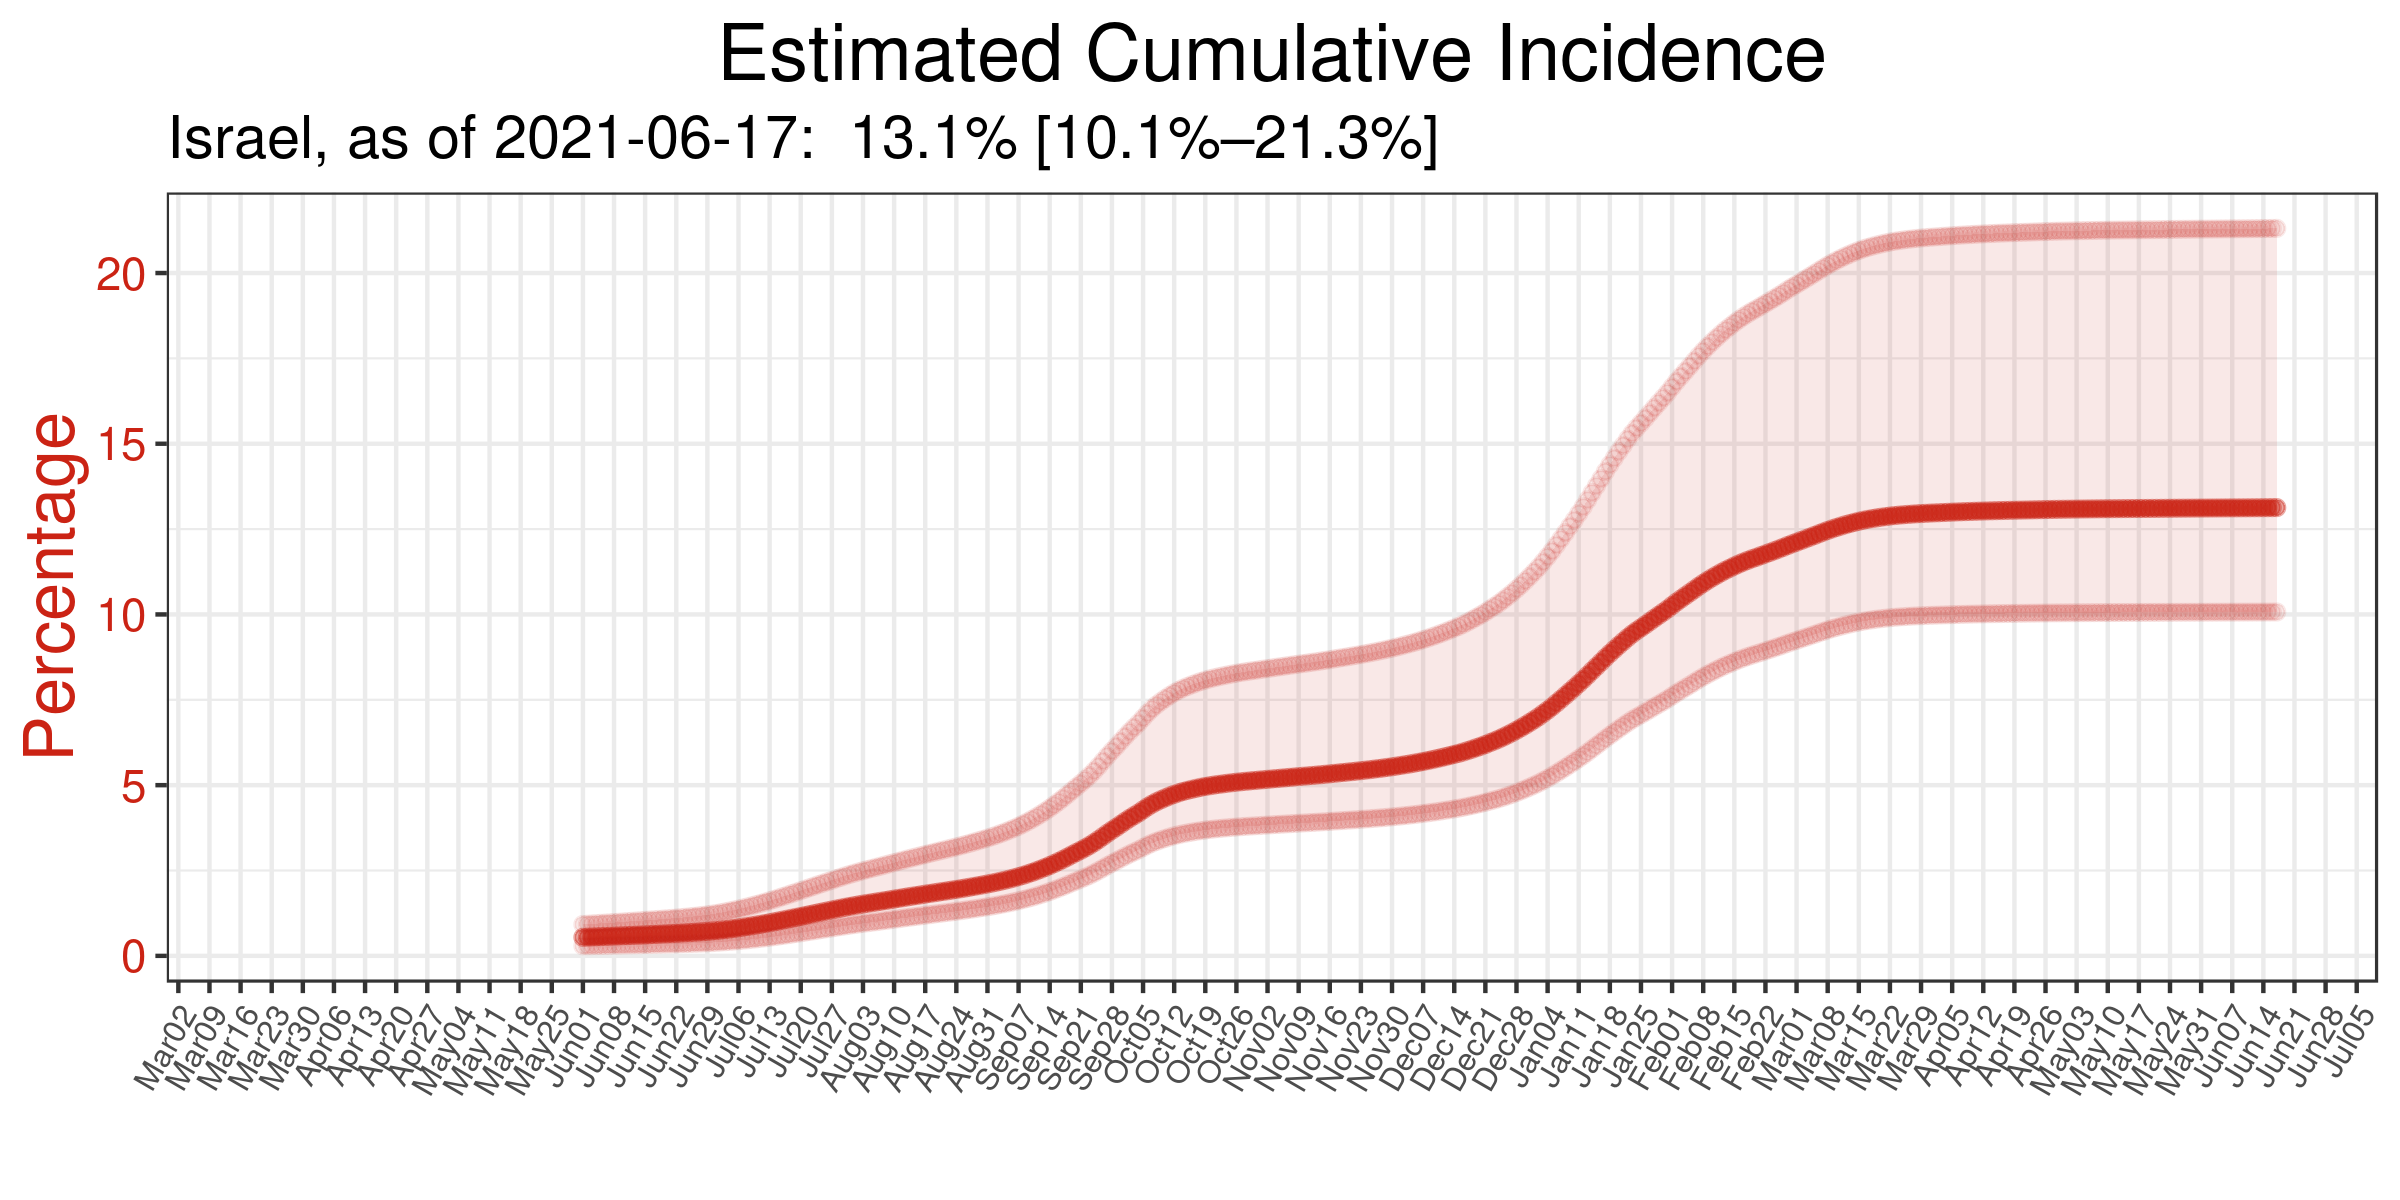 Estimated Cumulative Incidence
Israel, as of 2021-06-17:  13.1% [10.1%–21.3%]
Percentage
20
15
10
5
0
Mar02
Mar09
Mar16
Mar23
Mar30
Apr06
Apr13
Apr20
Apr27
May04
May11
May18
May25
Jun01
Jun08
Jun15
Jun22
Jun29
Jul06
Jul13
Jul20
Jul27
Aug03
Aug10
Aug17
Aug24
Aug31
Sep07
Sep14
Sep21
Sep28
Oct05
Oct12
Oct19
Oct26
Nov02
Nov09
Nov16
Nov23
Nov30
Dec07
Dec14
Dec21
Dec28
Jan04
Jan11
Jan18
Jan25
Feb01
Feb08
Feb15
Feb22
Mar01
Mar08
Mar15
Mar22
Mar29
Apr05
Apr12
Apr19
Apr26
May03
May10
May17
May24
May31
Jun07
Jun14
Jun21
Jun28
Jul05